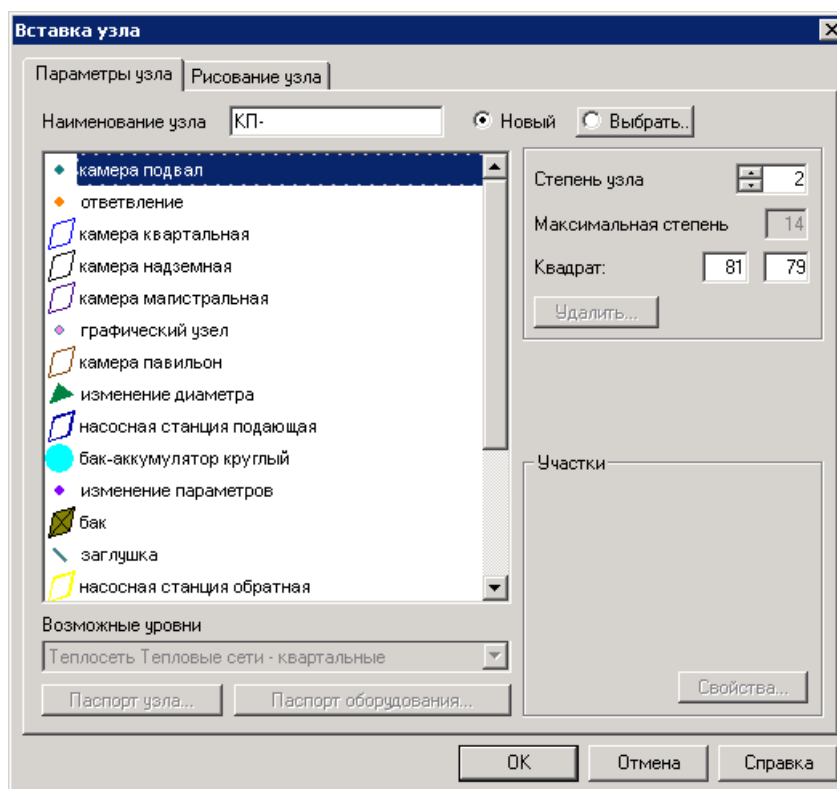 Вставка узла
Параметры узла Рисование узла
Наименование узла КП- Новый Выбрать..
камера подвал
ответвление
камера квартальная
камера надземная
камера магистральная
графический узел
камера павильон
изменение диаметра
насосная станция подающая
бак-аккумулятор круглый
изменение параметров
бак
заглушка
насосная станция обратная
Степень узла 2
Максимальная степень 14
Квадрат: 81 79
Удалить...
Участки
Свойства...
Возможные уровни
Теплосеть Тепловые сети - квартальные
Паспорт узла... Паспорт оборудования...
OK Отмена Справка